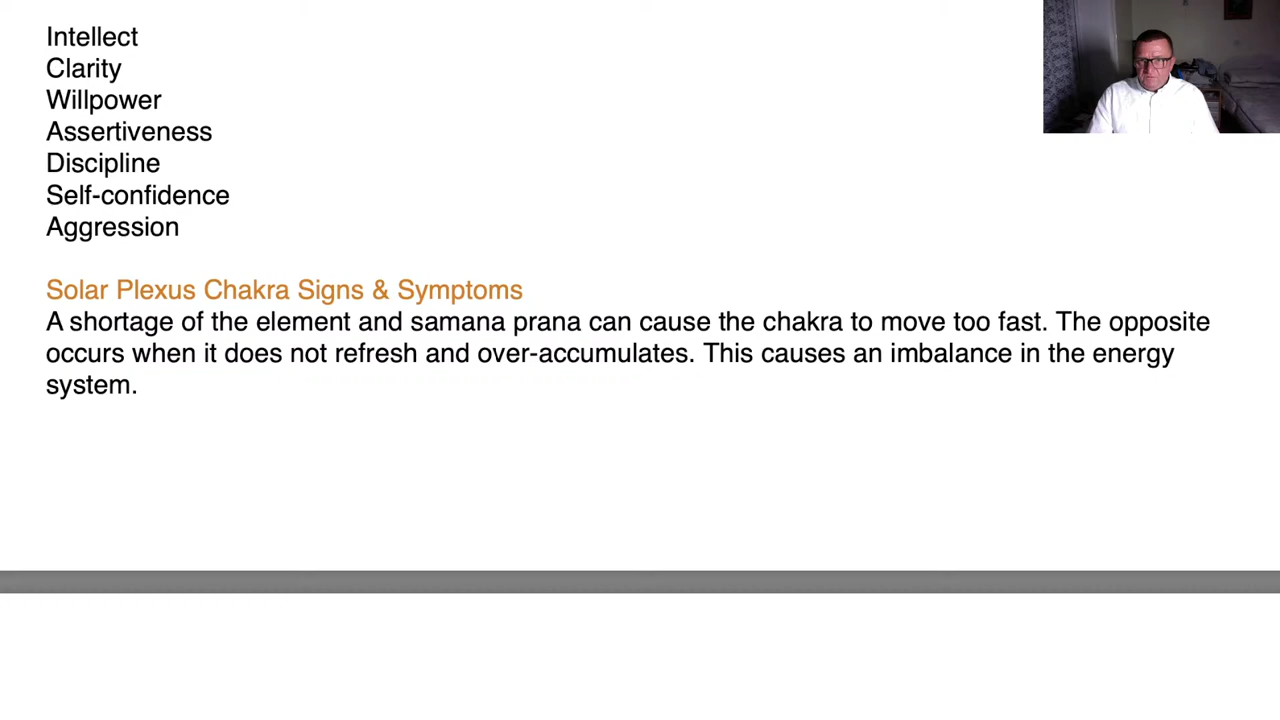 Intellect
Clarity
Willpower
Assertiveness
Discipline
Self-confidence
Aggression
Solar Plexus Chakra Signs & Symptoms
A shortage of the element and samana prana can cause the chakra to move too fast. The opposite
occurs when it does not refresh and over-accumulates. This causes an imbalance in the energy
system.